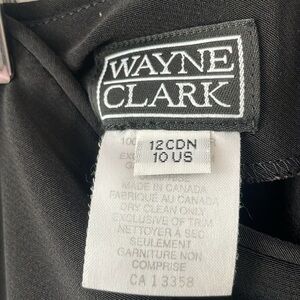 WAYNE
CLARK
12CDN
10US
MADE IN CANADA
FABRIQUE AU CANADA
DRY CLEAN ONLY
EXCLUSIVE OF TRIM
NETTOYER À SEC
SEULEMENT
GARNITURE NON
COMPRISE
CA 13358